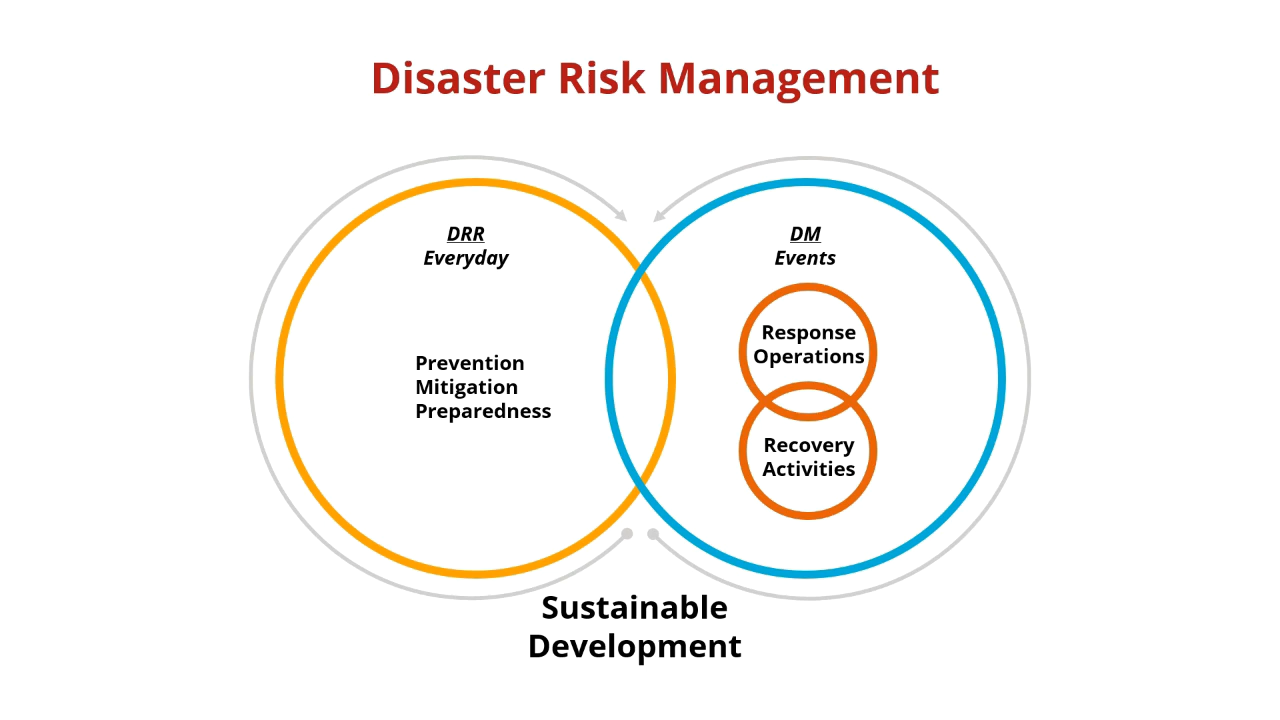 Disaster Risk Management
DRR
Everyday
Prevention
Mitigation
Preparedness
DM
Events
Response
Operations
Recovery
Activities
Sustainable
Development